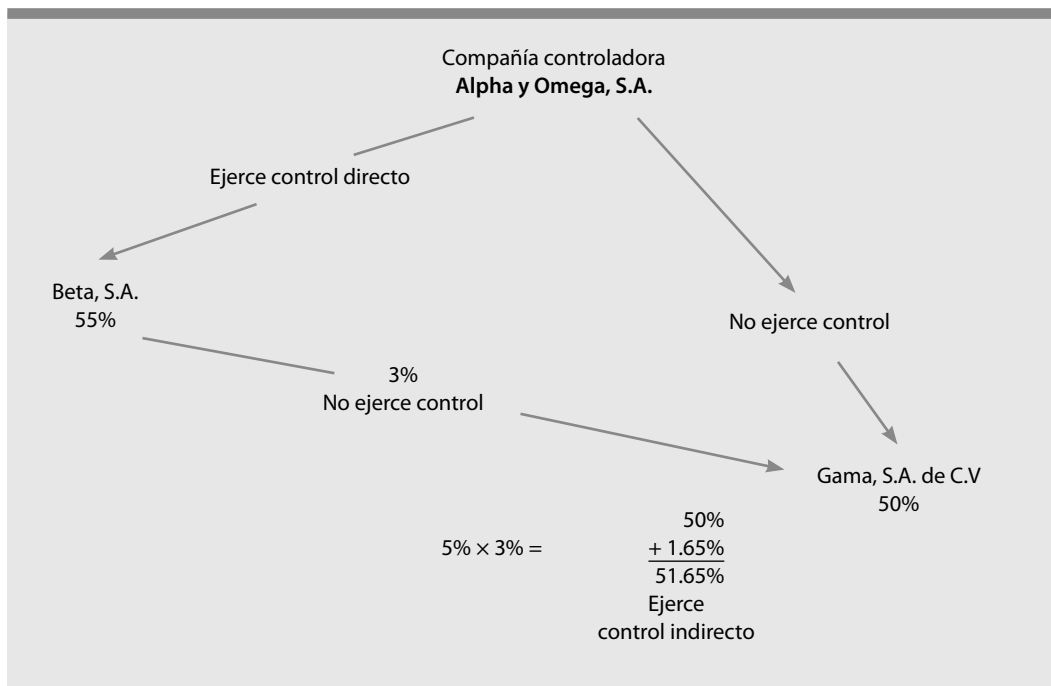 Compañía controladora
Alpha y Omega, S.A.
Ejerce control directo
Beta, S.A.
55%
No ejerce control
3%
No ejerce control
Gama, S.A. de C.V
50%
50%
5% × 3% = + 1.65%
51.65%
Ejerce
control indirecto